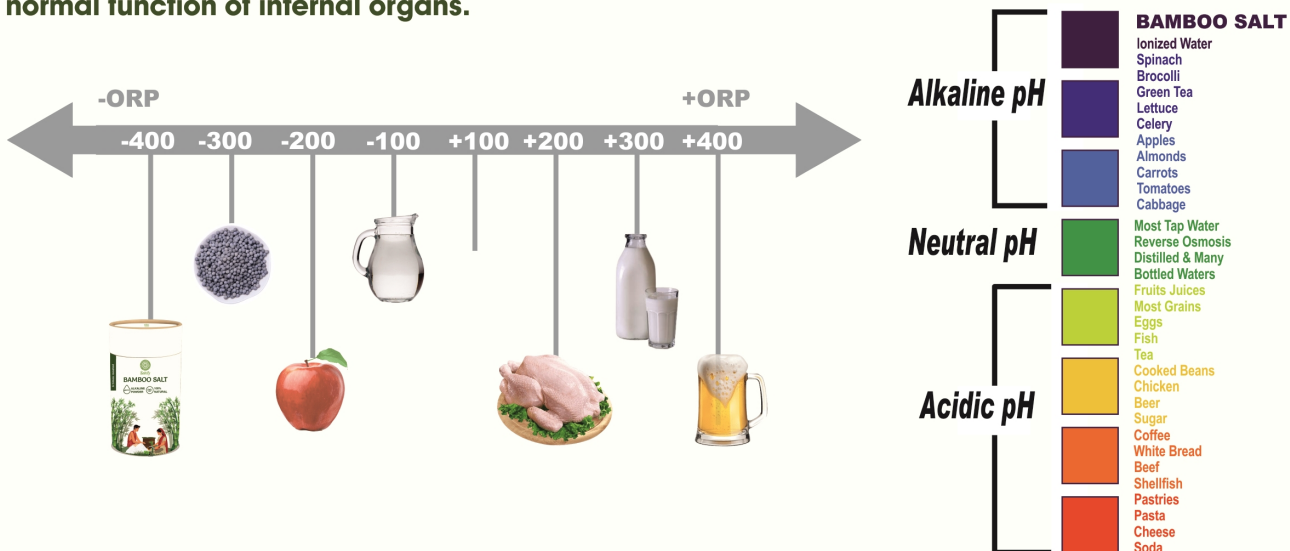 normal function of internal organs.
-ORP
+ORP
-400 -300 -200 -100 +100 +200 +300 +400
BAMBOO SALT
Alkaline pH
Neutral pH
Acidic pH
BAMBOO SALT
Ionized Water
Spinach
Brocolli
Green Tea
Lettuce
Celery
Apples
Almonds
Carrots
Tomatoes
Cabbage
Most Tap Water
Reverse Osmosis
Distilled & Many
Bottled Waters
Fruits Juices
Most Grains
Eggs
Fish
Tea
Cooked Beans
Chicken
Beer
Sugar
Coffee
White Bread
Beef
Shellfish
Pastries
Pasta
Cheese
Soda